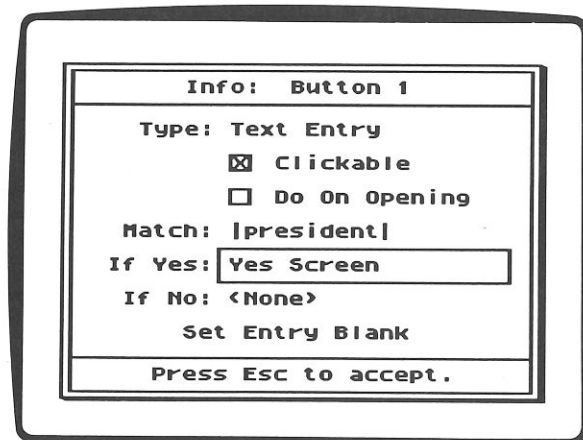 Info: Button 1
Type: Text Entry
Clickable
Do On Opening
Match: |president|
If Yes: Yes Screen
If No: <None>
Set Entry Blank
Press Esc to accept.